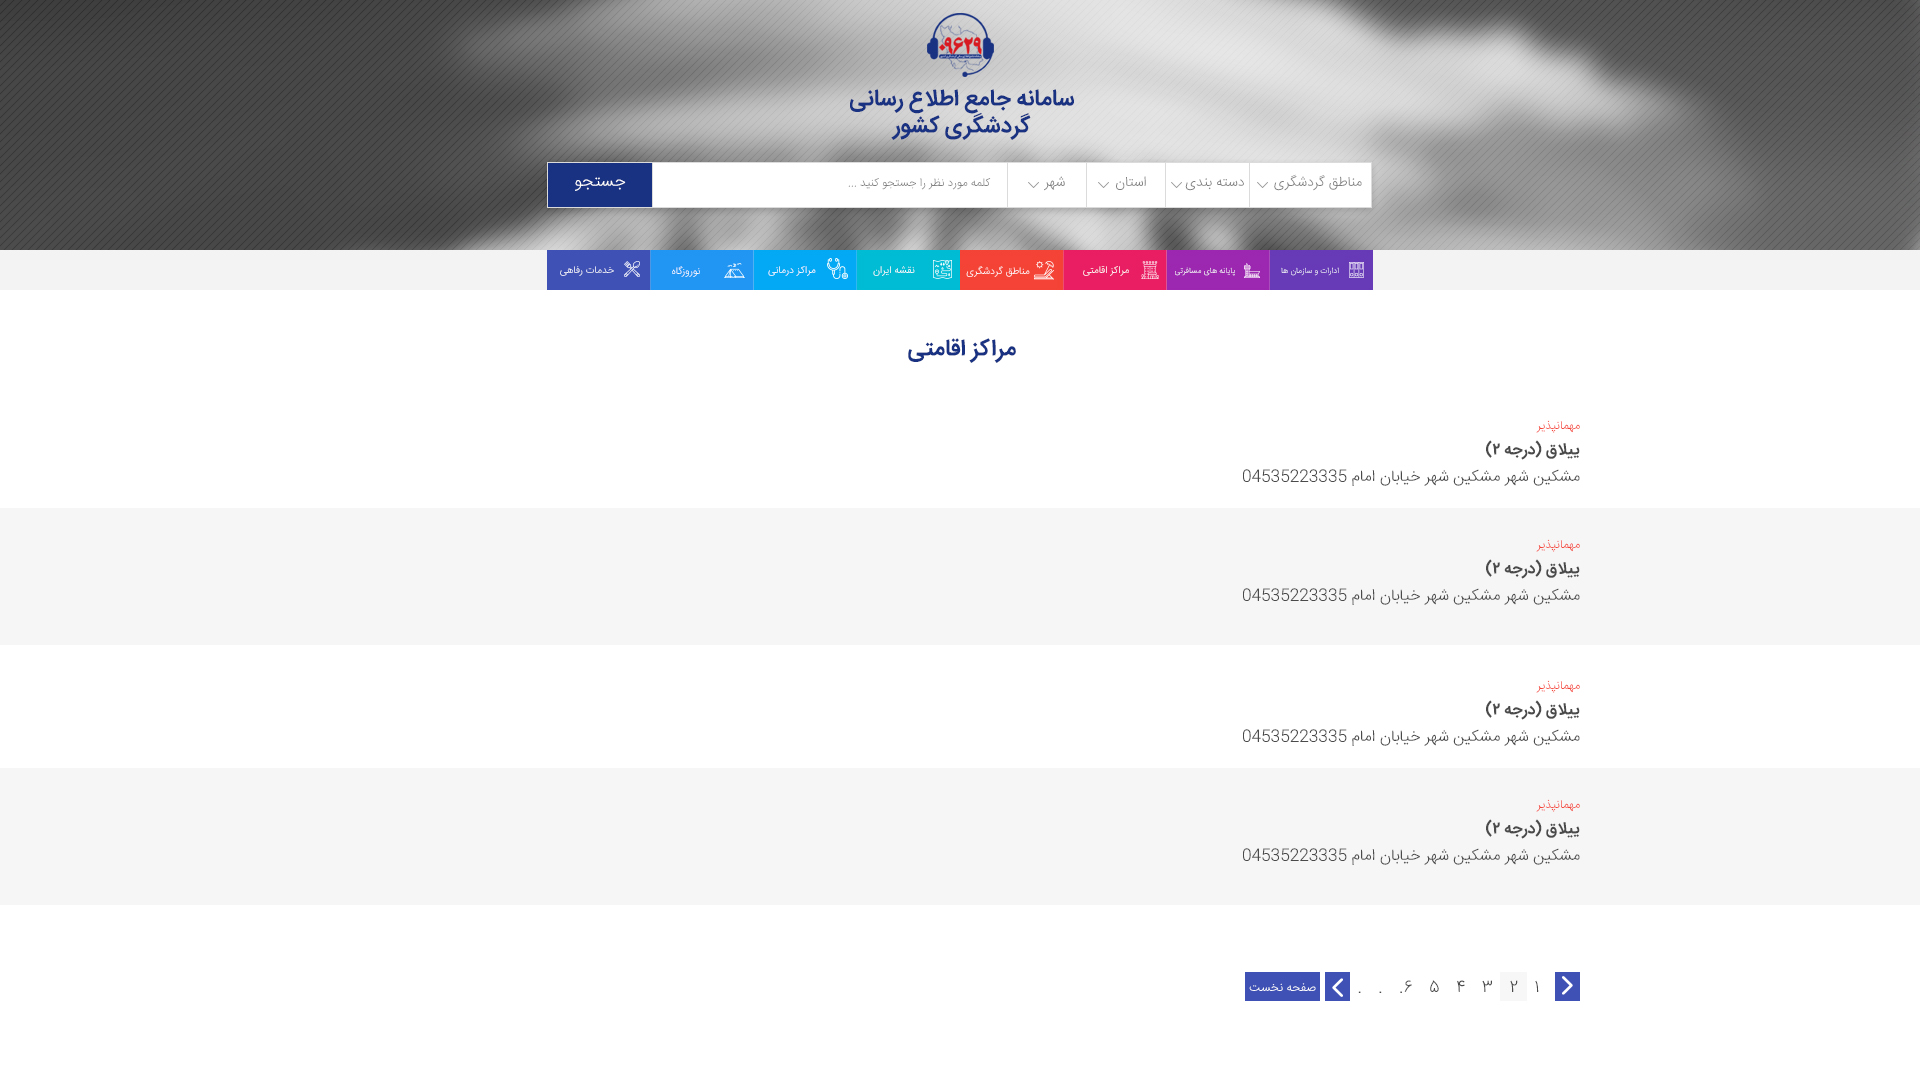 ۰۹۶۲۹
سامانه جامع اطلاع رسانی
گردشگری کشور
مناطق گردشگری
دسته بندی
استان
شهر
کلمه مورد نظر را جستجو کنید ...
جستجو
ادارات و سازمان ها
پایانه های مسافرتی
مراکز اقامتی
مناطق گردشگری
نقشه ایران
مراکز درمانی
نوروزگاه
خدمات رفاهی
مراکز اقامتی
مهمانپذیر
ییلاق (درجه ۲)
مشکین شهر مشکین شهر خیابان امام 04535223335
مهمانپذیر
ییلاق (درجه ۲)
مشکین شهر مشکین شهر خیابان امام 04535223335
مهمانپذیر
ییلاق (درجه ۲)
مشکین شهر مشکین شهر خیابان امام 04535223335
مهمانپذیر
ییلاق (درجه ۲)
مشکین شهر مشکین شهر خیابان امام 04535223335
۱ ۲ ۳ ۴ ۵ ۶. . . صفحه نخست